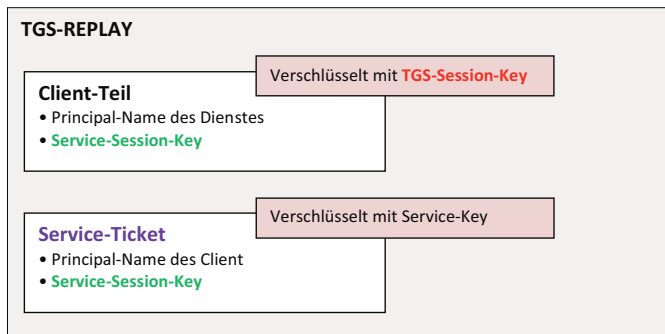 TGS-REPLAY
Verschlüsselt mit TGS-Session-Key
Client-Teil
• Principal-Name des Dienstes
• Service-Session-Key
Verschlüsselt mit Service-Key
Service-Ticket
• Principal-Name des Client
• Service-Session-Key